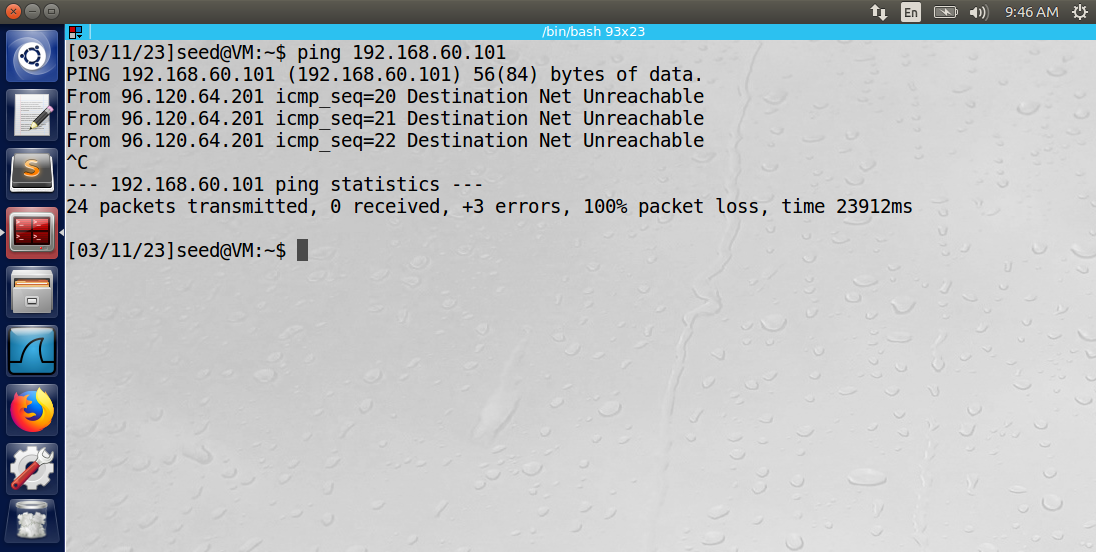 En
9:46 AM
/bin/bash 93x23
[03/11/23]seed@VM:~$ ping 192.168.60.101
PING 192.168.60.101 (192.168.60.101) 56(84) bytes of data.
From 96.120.64.201 icmp_seq=20 Destination Net Unreachable
From 96.120.64.201 icmp_seq=21 Destination Net Unreachable
From 96.120.64.201 icmp_seq=22 Destination Net Unreachable
^C
--- 192.168.60.101 ping statistics ---
24 packets transmitted, 0 received, +3 errors, 100% packet loss, time 23912ms
[03/11/23]seed@VM:~$